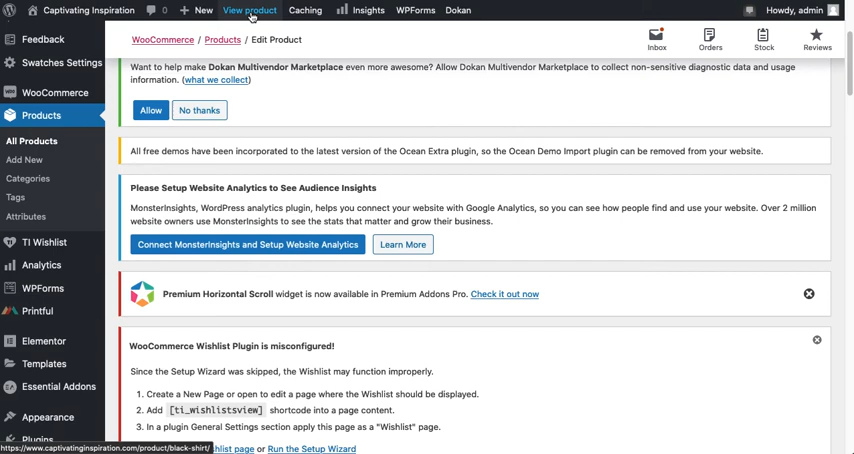 Captivating Inspiration 0 + New View product Caching Insights WPForms Dokan Howdy, admin
Feedback
Swatches Settings
WooCommerce
Products
All Products
Add New
Categories
Tags
Attributes
TI Wishlist
Analytics
WPForms
Printful
Elementor
Templates
Essential Addons
Appearance
Plugins
WooCommerce / Products / Edit Product
Inbox Orders Stock Reviews
Want to help make Dokan Multivendor Marketplace even more awesome? Allow Dokan Multivendor Marketplace to collect non-sensitive diagnostic data and usage
information. (what we collect)
Allow No thanks
All free demos have been incorporated to the latest version of the Ocean Extra plugin, so the Ocean Demo Import plugin can be removed from your website.
Please Setup Website Analytics to See Audience Insights
MonsterInsights, WordPress analytics plugin, helps you connect your website with Google Analytics, so you can see how people find and use your website. Over 2 million
website owners use MonsterInsights to see the stats that matter and grow their business.
Connect MonsterInsights and Setup Website Analytics Learn More
Premium Horizontal Scroll widget is now available in Premium Addons Pro. Check it out now
WooCommerce Wishlist Plugin is misconfigured!
Since the Setup Wizard was skipped, the Wishlist may function improperly.
1. Create a New Page or open to edit a page where the Wishlist should be displayed.
2. Add [ti_wishlistsview] shortcode into a page content.
3. In a plugin General Settings section apply this page as a "Wishlist" page.
hlist page or Run the Setup Wizard
https://www.captivatinginspiration.com/product/black-shirt/